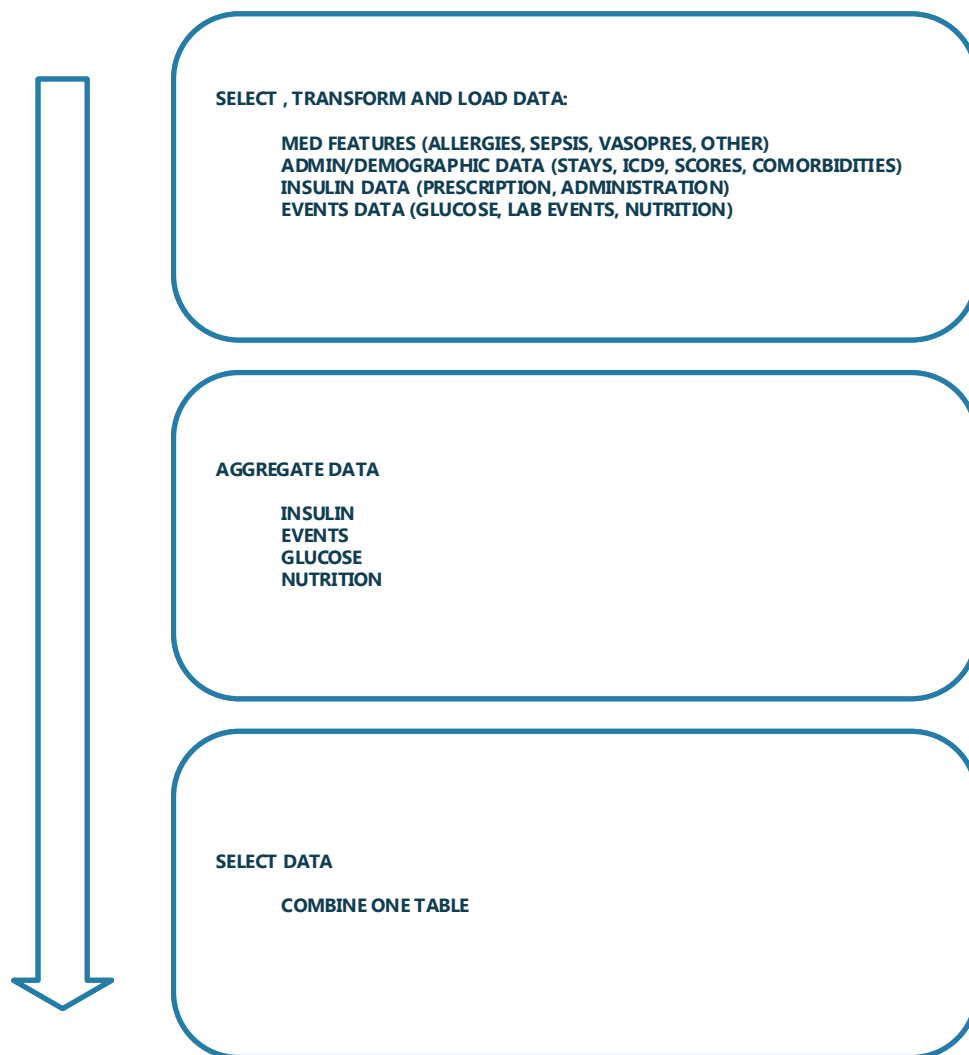 SELECT , TRANSFORM AND LOAD DATA:
MED FEATURES (ALLERGIES, SEPSIS, VASOPRES, OTHER)
ADMIN/DEMOGRAPHIC DATA (STAYS, ICD9, SCORES, COMORBIDITIES)
INSULIN DATA (PRESCRIPTION, ADMINISTRATION)
EVENTS DATA (GLUCOSE, LAB EVENTS, NUTRITION)
AGGREGATE DATA
INSULIN
EVENTS
GLUCOSE
NUTRITION
SELECT DATA
COMBINE ONE TABLE